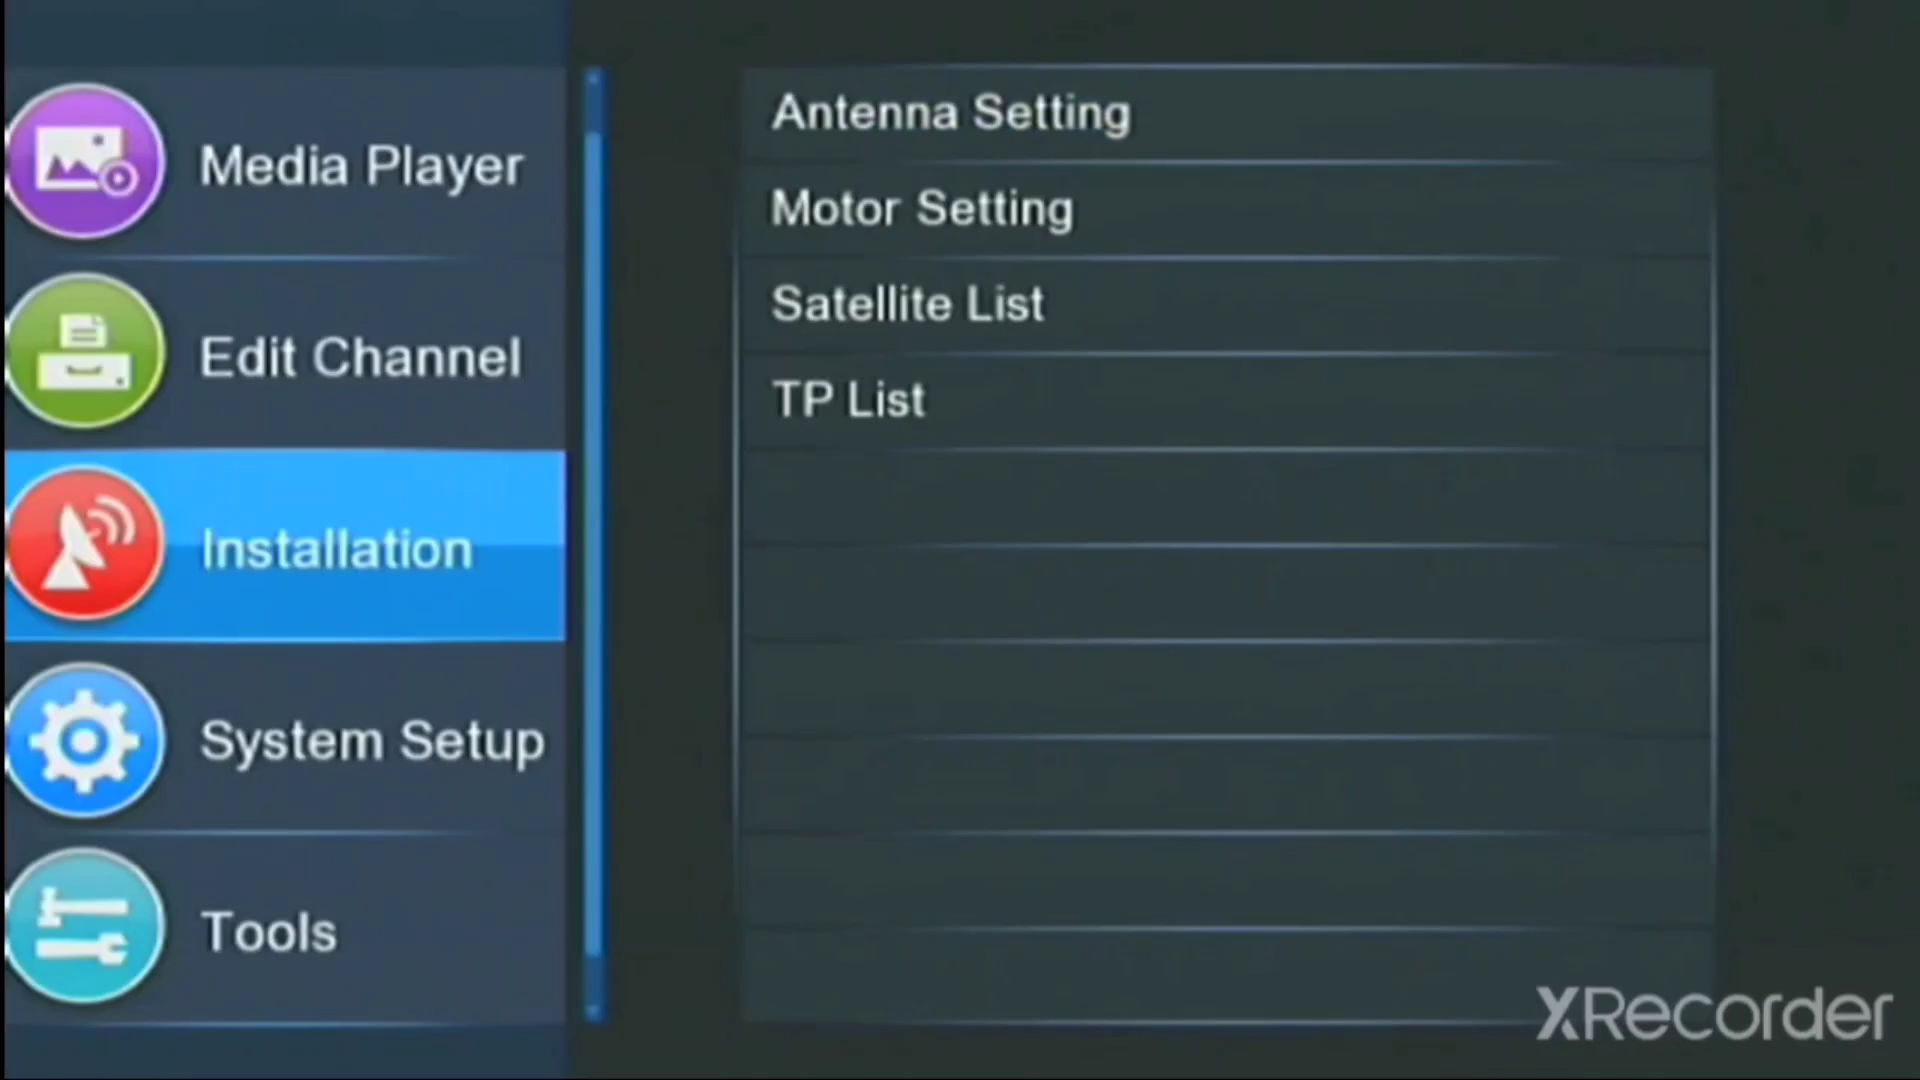 Media Player
Edit Channel
Installation
System Setup
Tools
Antenna Setting
Motor Setting
Satellite List
TP List
XRecorder